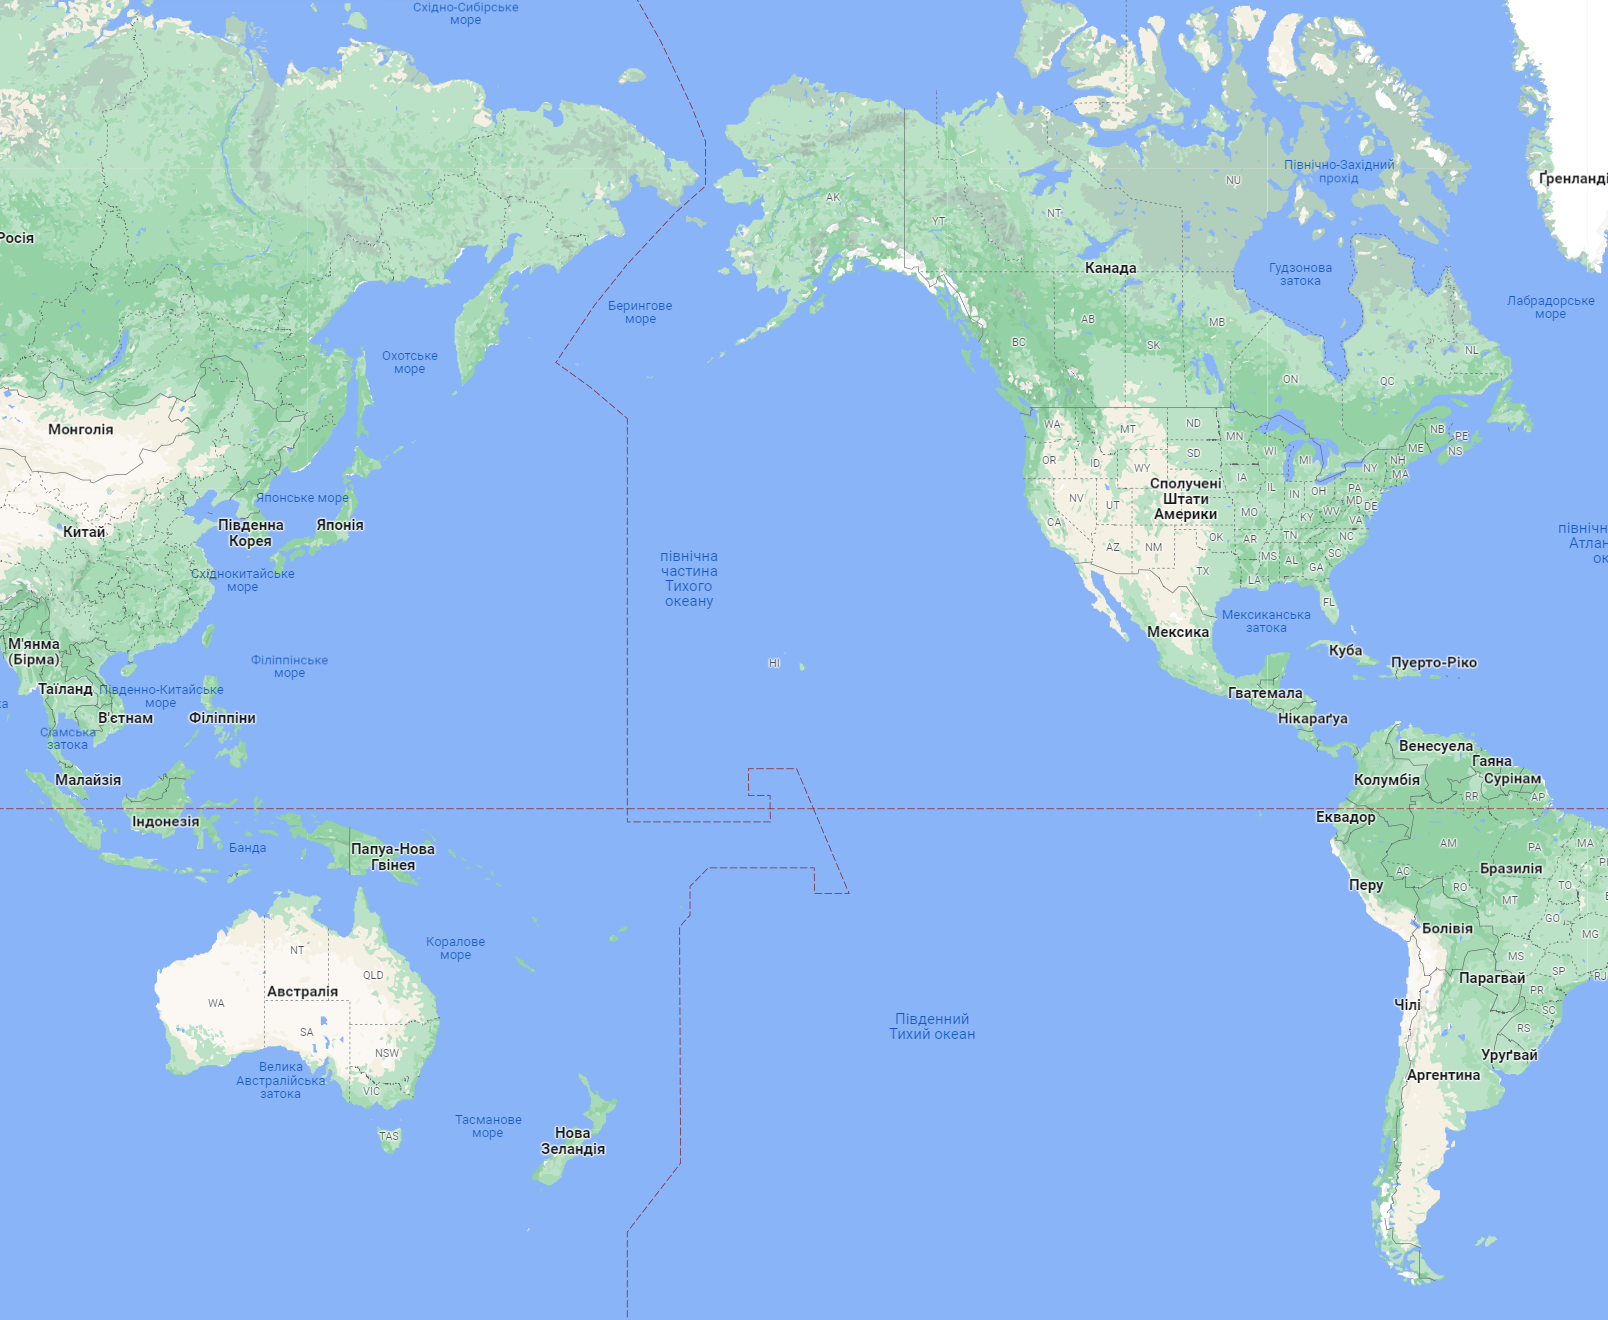 Східно-Сибірське
море
Північно-Західний
прохід
Ґренланді
NU
AK
NT
YT
Росія
Канада
Гудзонова
затока
Берингове
море
Лабрадорське
море
AB
MB
BC
SK
NL
Охотське
море
ON
QC
Монголія
WA
MT
ND
MN
NB
PE
OR
ID
WY
SD
WI
MI
ME
NS
NH
NY
MA
Сполучені
Штати
Америки
NV
UT
IA
IL
IN
OH
PA
MD
DE
CA
MO
KY
WV
VA
AZ
NM
OK
AR
TN
NC
MS
AL
SC
GA
TX
LA
FL
Японське море
Південна
Корея
Японія
Китай
Східнокитайське
море
північна
частина
Тихого
океану
північн
Атлан
ок
Мексиканська
затока
Мексика
Куба
Пуерто-Ріко
М'янма
(Бірма)
Філіппінське
море
HI
Таїланд
Південно-Китайське
море
ка
В'єтнам
Філіппіни
Гватемала
Нікараґуа
Сіамська
затока
Малайзія
Венесуела
Гаяна
Колумбія
Сурінам
RR
AP
Індонезія
Еквадор
Банда
Папуа-Нова
Гвінея
AM
PA
MA
Перу
AC
Бразилія
RO
TO
MT
GO
Болівія
MG
Коралове
море
NT
QLD
WA
Австралія
MS
SP
Парагвай
PR
RJ
Чілі
SC
SA
Південний
Тихий океан
RS
NSW
Уруґвай
Велика
Австралійська
затока
VIC
Аргентина
Тасманове
море
TAS
Нова
Зеландія